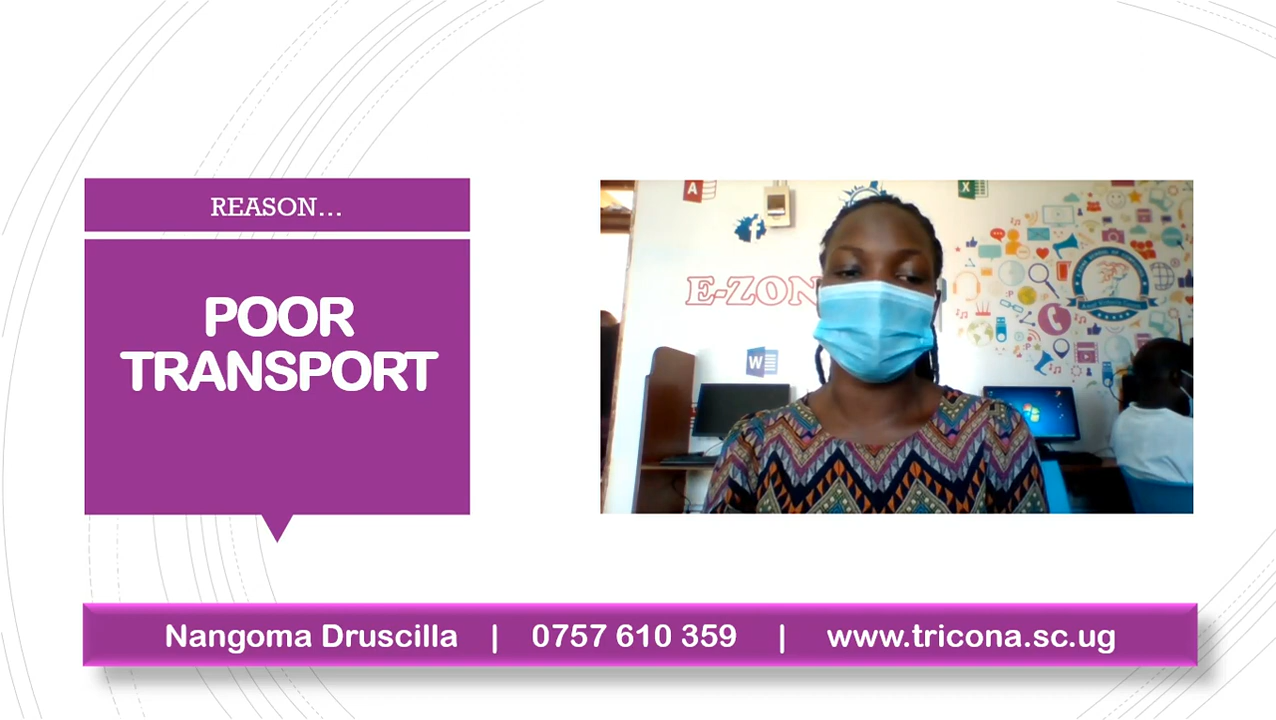 REASON...
POOR
TRANSPORT
E-ZON
A
X
f
W
Nangoma Druscilla | 0757 610 359 | www.tricona.sc.ug